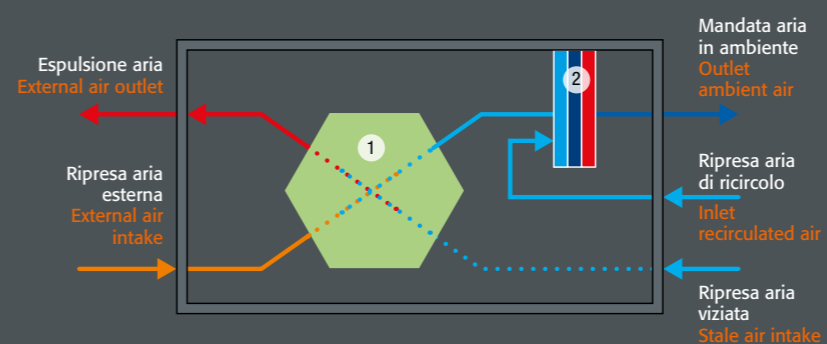 Espulsione aria
External air outlet
Ripresa aria
esterna
External air
intake
1
2
Mandata aria
in ambiente
Outlet
ambient air
Ripresa aria
di ricircolo
Inlet
recirculated air
Ripresa aria
viziata
Stale air intake